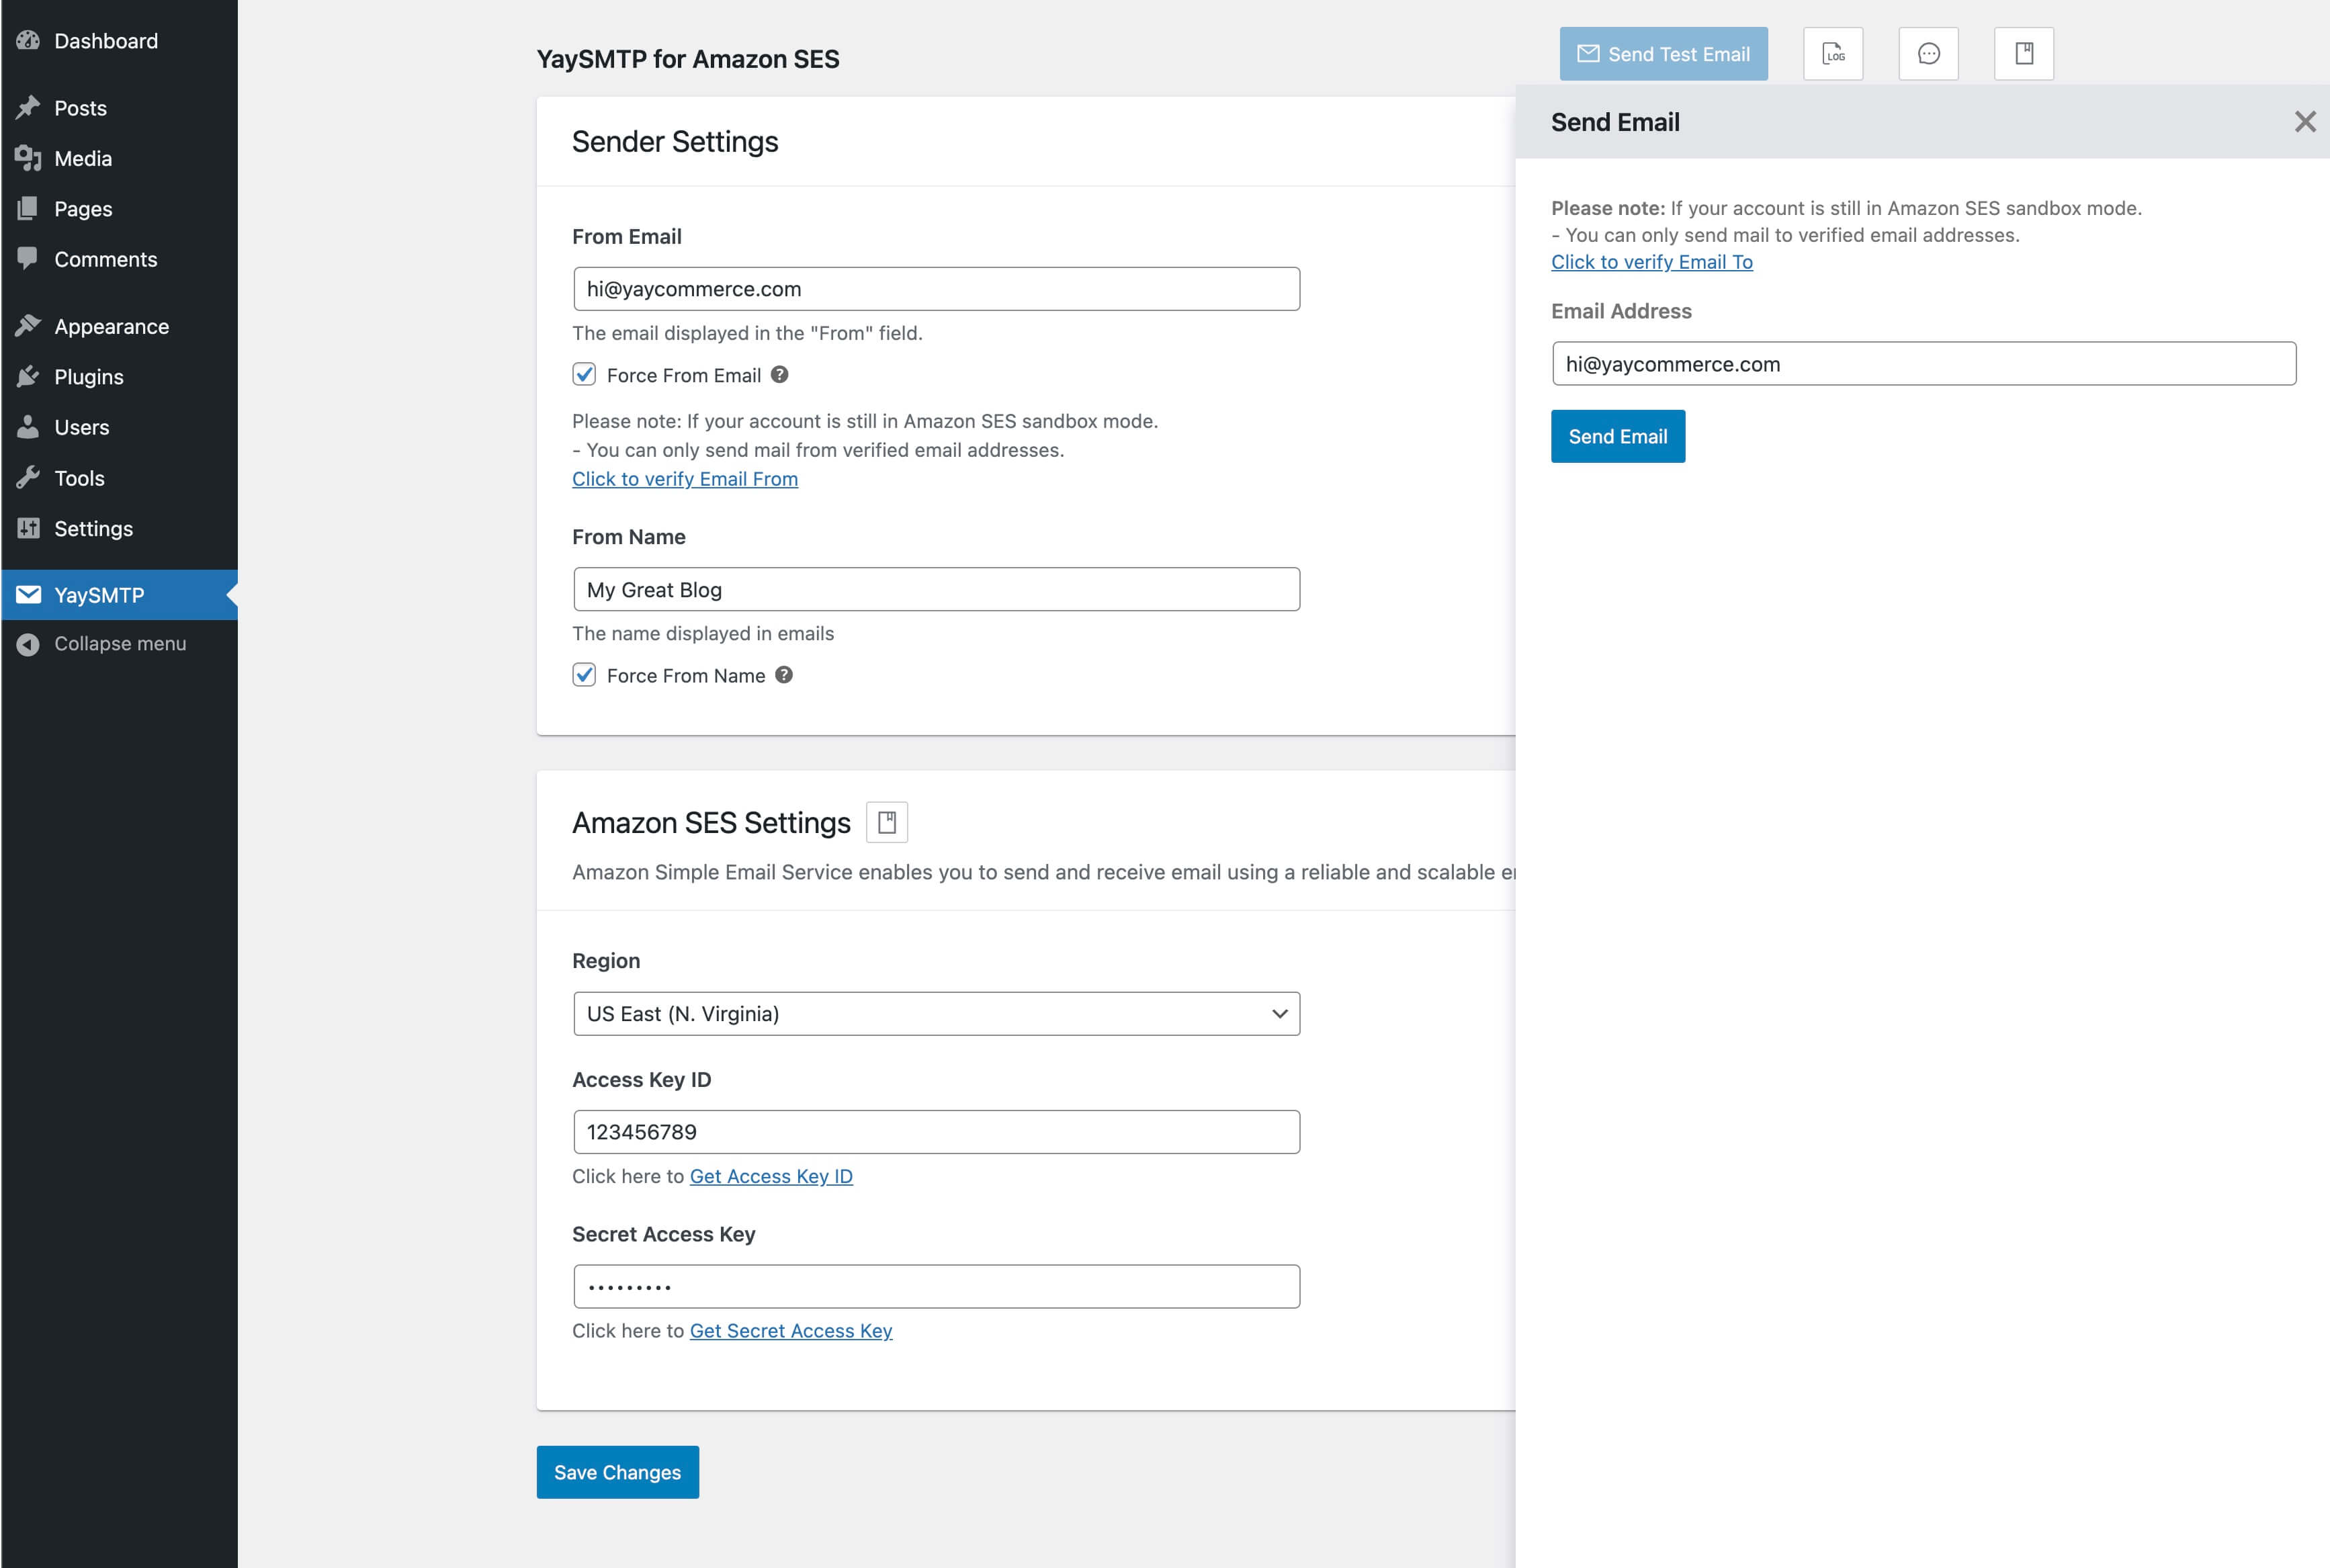 Dashboard
Posts
Media
Pages
Comments
Appearance
Plugins
Users
Tools
Settings
YaySMTP
Collapse menu
YaySMTP for Amazon SES
Send Test Email
LOG
Sender Settings
From Email
hi@yaycommerce.com
The email displayed in the "From" field.
Force From Email
Please note: If your account is still in Amazon SES sandbox mode.
- You can only send mail from verified email addresses.
Click to verify Email From
From Name
My Great Blog
The name displayed in emails
Force From Name
Amazon SES Settings
Amazon Simple Email Service enables you to send and receive email using a reliable and scalable
Region
US East (N. Virginia)
Access Key ID
123456789
Click here to Get Access Key ID
Secret Access Key
•••••••••
Click here to Get Secret Access Key
Save Changes
Send Email
Please note: If your account is still in Amazon SES sandbox mode.
- You can only send mail to verified email addresses.
Click to verify Email To
Email Address
hi@yaycommerce.com
Send Email